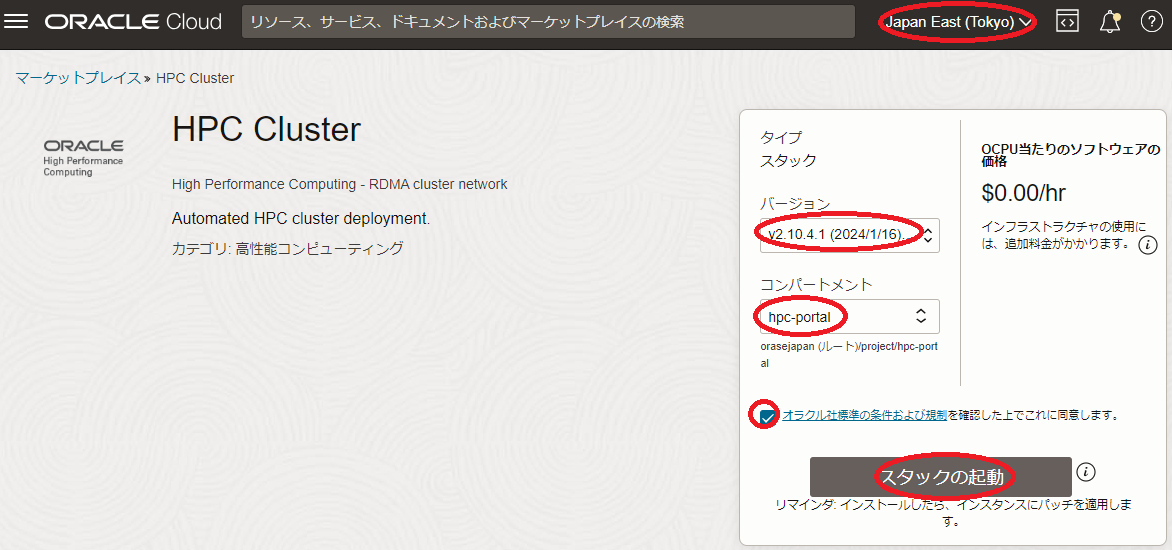 ORACLE Cloud
リソース、サービス、ドキュメントおよびマーケットプレイスの検索
Japan East (Tokyo)
マーケットプレイス » HPC Cluster
ORACLE
High Performance
Computing
HPC Cluster
High Performance Computing - RDMA cluster network
Automated HPC cluster deployment.
カテゴリ: 高性能コンピューティング
タイプ
スタック
バージョン
v2.10.4.1 (2024/1/16)...
コンパートメント
hpc-portal
orasejapan (ルート)/project/hpc-port
al
OCPU当たりのソフトウェアの
価格
$0.00/hr
インフラストラクチャの使用に
は、追加料金がかかります。
オラクル社標準の条件および規制を確認した上でこれに同意します。
スタックの起動
リマインダ: インストールしたら、インスタンスにパッチを適用しま
す。